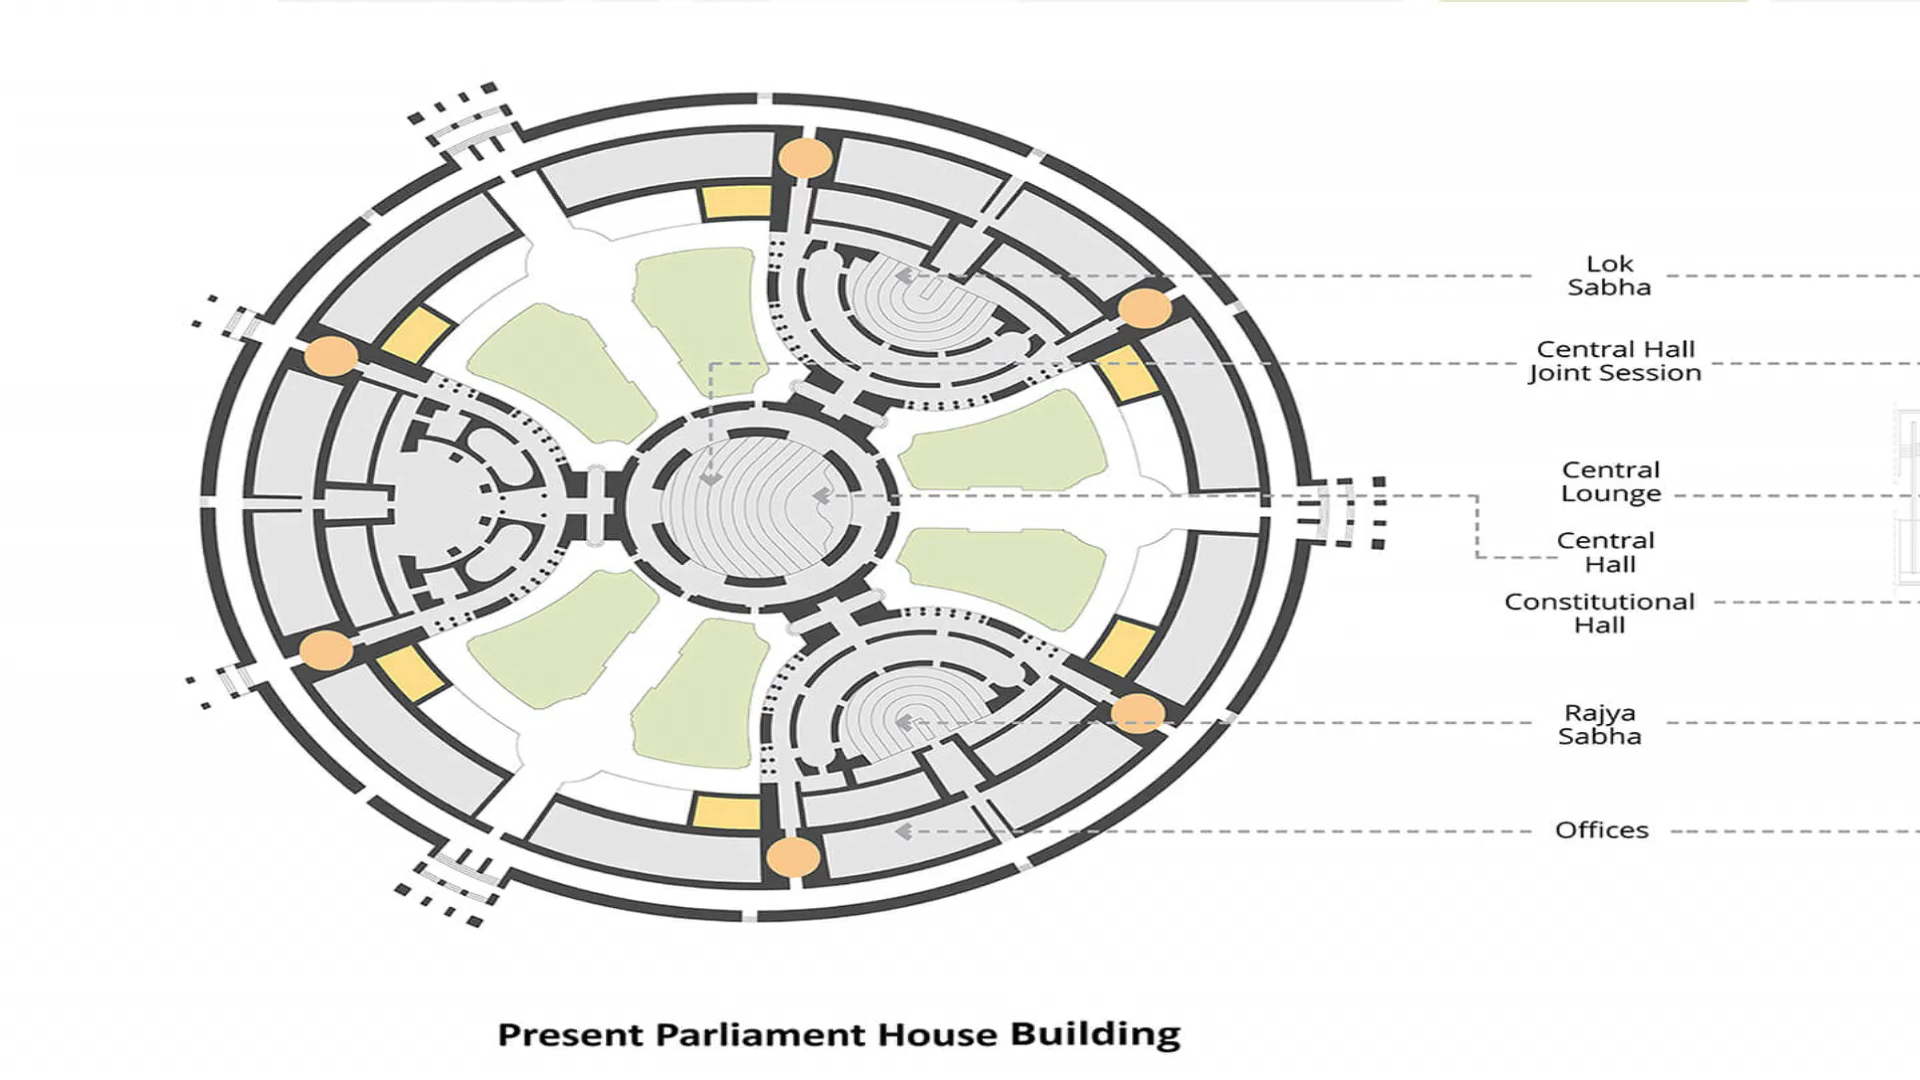 Lok
Sabha
Central Hall
Joint Session
Central
Lounge
Central
Hall
Constitutional
Hall
Rajya
Sabha
Offices
Present Parliament House Building